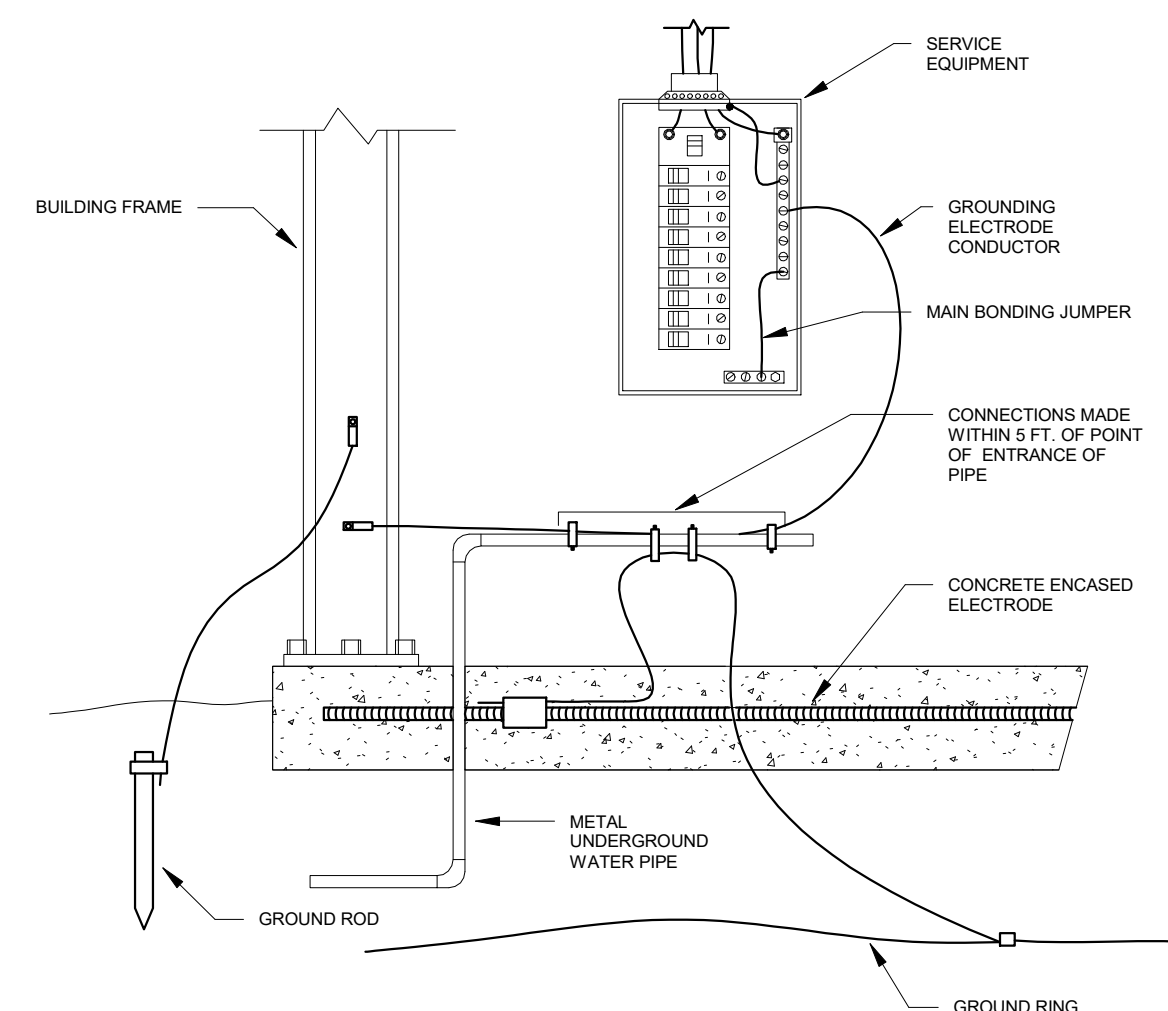 SERVICE
EQUIPMENT
BUILDING FRAME
GROUNDING
ELECTRODE
CONDUCTOR
MAIN BONDING JUMPER
CONNECTIONS MADE
WITHIN 5 FT. OF POINT
OF ENTRANCE OF
PIPE
CONCRETE ENCASED
ELECTRODE
METAL
UNDERGROUND
WATER PIPE
GROUND ROD
GROUND RING